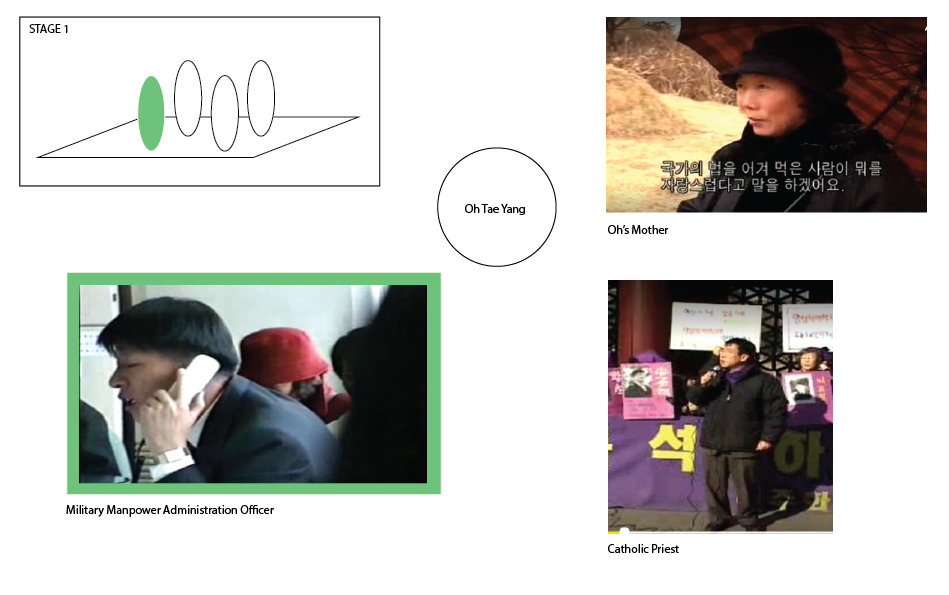 STAGE 1
국가의 법을 어겨 먹은 사람이 뭐를
자랑스럽다고 말을 하겠어요.
Oh Tae Yang
Oh's Mother
Military Manpower Administration Officer
석 하
Catholic Priest